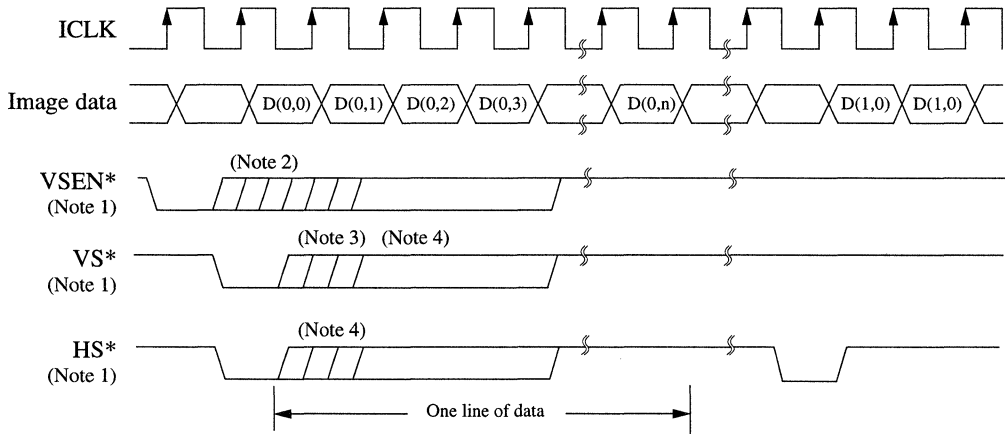 ICLK
Image data
D(0,0) D(0,1) D(0,2) D(0,3) D(0,n) D(1,0) D(1,0)
(Note 2)
VSEN*
(Note 1)
(Note 3) (Note 4)
VS*
(Note 1)
(Note 4)
HS*
(Note 1)
One line of data